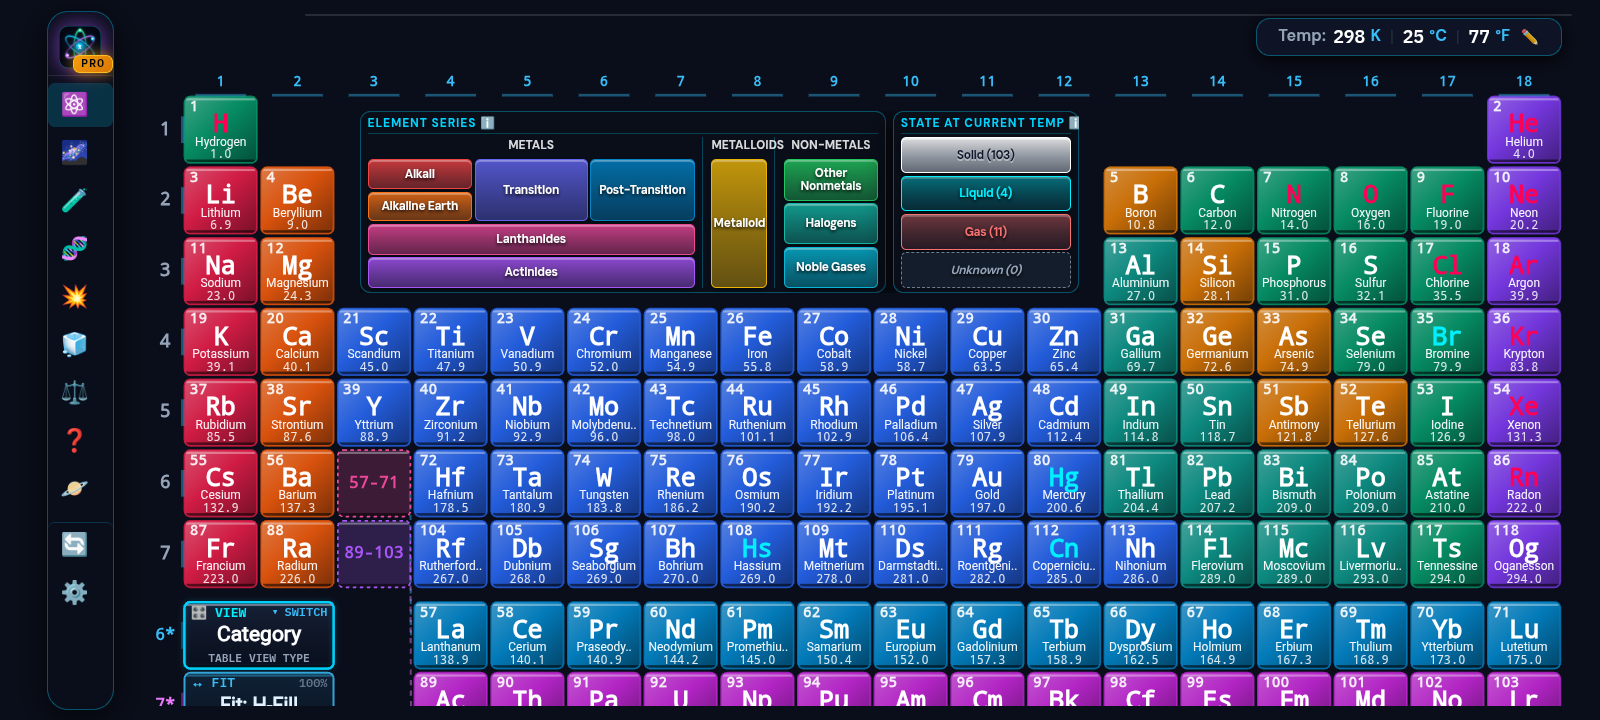 Temp: 298 K | 25 °C | 77 °F
PRO
1 2 3 4 5 6 7 8 9 10 11 12 13 14 15 16 17 18
ELEMENT SERIES
METALS
METALLOIDS
NON-METALS
Alkali
Alkaline Earth
Transition
Post-Transition
Lanthanides
Actinides
Metalloid
Other Nonmetals
Halogens
Noble Gases
STATE AT CURRENT TEMP
Solid (103)
Liquid (4)
Gas (11)
Unknown (0)
1
1 H Hydrogen 1.0
2 He Helium 4.0
2
3 Li Lithium 6.9
4 Be Beryllium 9.0
5 B Boron 10.8
6 C Carbon 12.0
7 N Nitrogen 14.0
8 O Oxygen 16.0
9 F Fluorine 19.0
10 Ne Neon 20.2
3
11 Na Sodium 23.0
12 Mg Magnesium 24.3
13 Al Aluminium 27.0
14 Si Silicon 28.1
15 P Phosphorus 31.0
16 S Sulfur 32.1
17 Cl Chlorine 35.5
18 Ar Argon 39.9
4
19 K Potassium 39.1
20 Ca Calcium 40.1
21 Sc Scandium 45.0
22 Ti Titanium 47.9
23 V Vanadium 50.9
24 Cr Chromium 52.0
25 Mn Manganese 54.9
26 Fe Iron 55.8
27 Co Cobalt 58.9
28 Ni Nickel 58.7
29 Cu Copper 63.5
30 Zn Zinc 65.4
31 Ga Gallium 69.7
32 Ge Germanium 72.6
33 As Arsenic 74.9
34 Se Selenium 79.0
35 Br Bromine 79.9
36 Kr Krypton 83.8
5
37 Rb Rubidium 85.5
38 Sr Strontium 87.6
39 Y Yttrium 88.9
40 Zr Zirconium 91.2
41 Nb Niobium 92.9
42 Mo Molybdenu.. 96.0
43 Tc Technetium 98.0
44 Ru Ruthenium 101.1
45 Rh Rhodium 102.9
46 Pd Palladium 106.4
47 Ag Silver 107.9
48 Cd Cadmium 112.4
49 In Indium 114.8
50 Sn Tin 118.7
51 Sb Antimony 121.8
52 Te Tellurium 127.6
53 I Iodine 126.9
54 Xe Xenon 131.3
6
55 Cs Cesium 132.9
56 Ba Barium 137.3
57-71
72 Hf Hafnium 178.5
73 Ta Tantalum 180.9
74 W Tungsten 183.8
75 Re Rhenium 186.2
76 Os Osmium 190.2
77 Ir Iridium 192.2
78 Pt Platinum 195.1
79 Au Gold 197.0
80 Hg Mercury 200.6
81 Tl Thallium 204.4
82 Pb Lead 207.2
83 Bi Bismuth 209.0
84 Po Polonium 209.0
85 At Astatine 210.0
86 Rn Radon 222.0
7
87 Fr Francium 223.0
88 Ra Radium 226.0
89-103
104 Rf Rutherford.. 267.0
105 Db Dubnium 268.0
106 Sg Seaborgium 269.0
107 Bh Bohrium 270.0
108 Hs Hassium 269.0
109 Mt Meitnerium 278.0
110 Ds Darmstadti.. 281.0
111 Rg Roentgeni.. 282.0
112 Cn Coperniciu.. 285.0
113 Nh Nihonium 286.0
114 Fl Flerovium 289.0
115 Mc Moscovium 289.0
116 Lv Livermoriu.. 293.0
117 Ts Tennessine 294.0
118 Og Oganesson 294.0
6*
VIEW ▾ SWITCH
Category
TABLE VIEW TYPE
57 La Lanthanum 138.9
58 Ce Cerium 140.1
59 Pr Praseody.. 140.9
60 Nd Neodymium 144.2
61 Pm Promethiu.. 145.0
62 Sm Samarium 150.4
63 Eu Europium 152.0
64 Gd Gadolinium 157.3
65 Tb Terbium 158.9
66 Dy Dysprosium 162.5
67 Ho Holmium 164.9
68 Er Erbium 167.3
69 Tm Thulium 168.9
70 Yb Ytterbium 173.0
71 Lu Lutetium 175.0
7*
↔ FIT 100%
Fit: H-Fill
89 Ac
90 Th
91 Pa
92 U
93 Np
94 Pu
95 Am
96 Cm
97 Bk
98 Cf
99 Es
100 Fm
101 Md
102 No
103 Lr